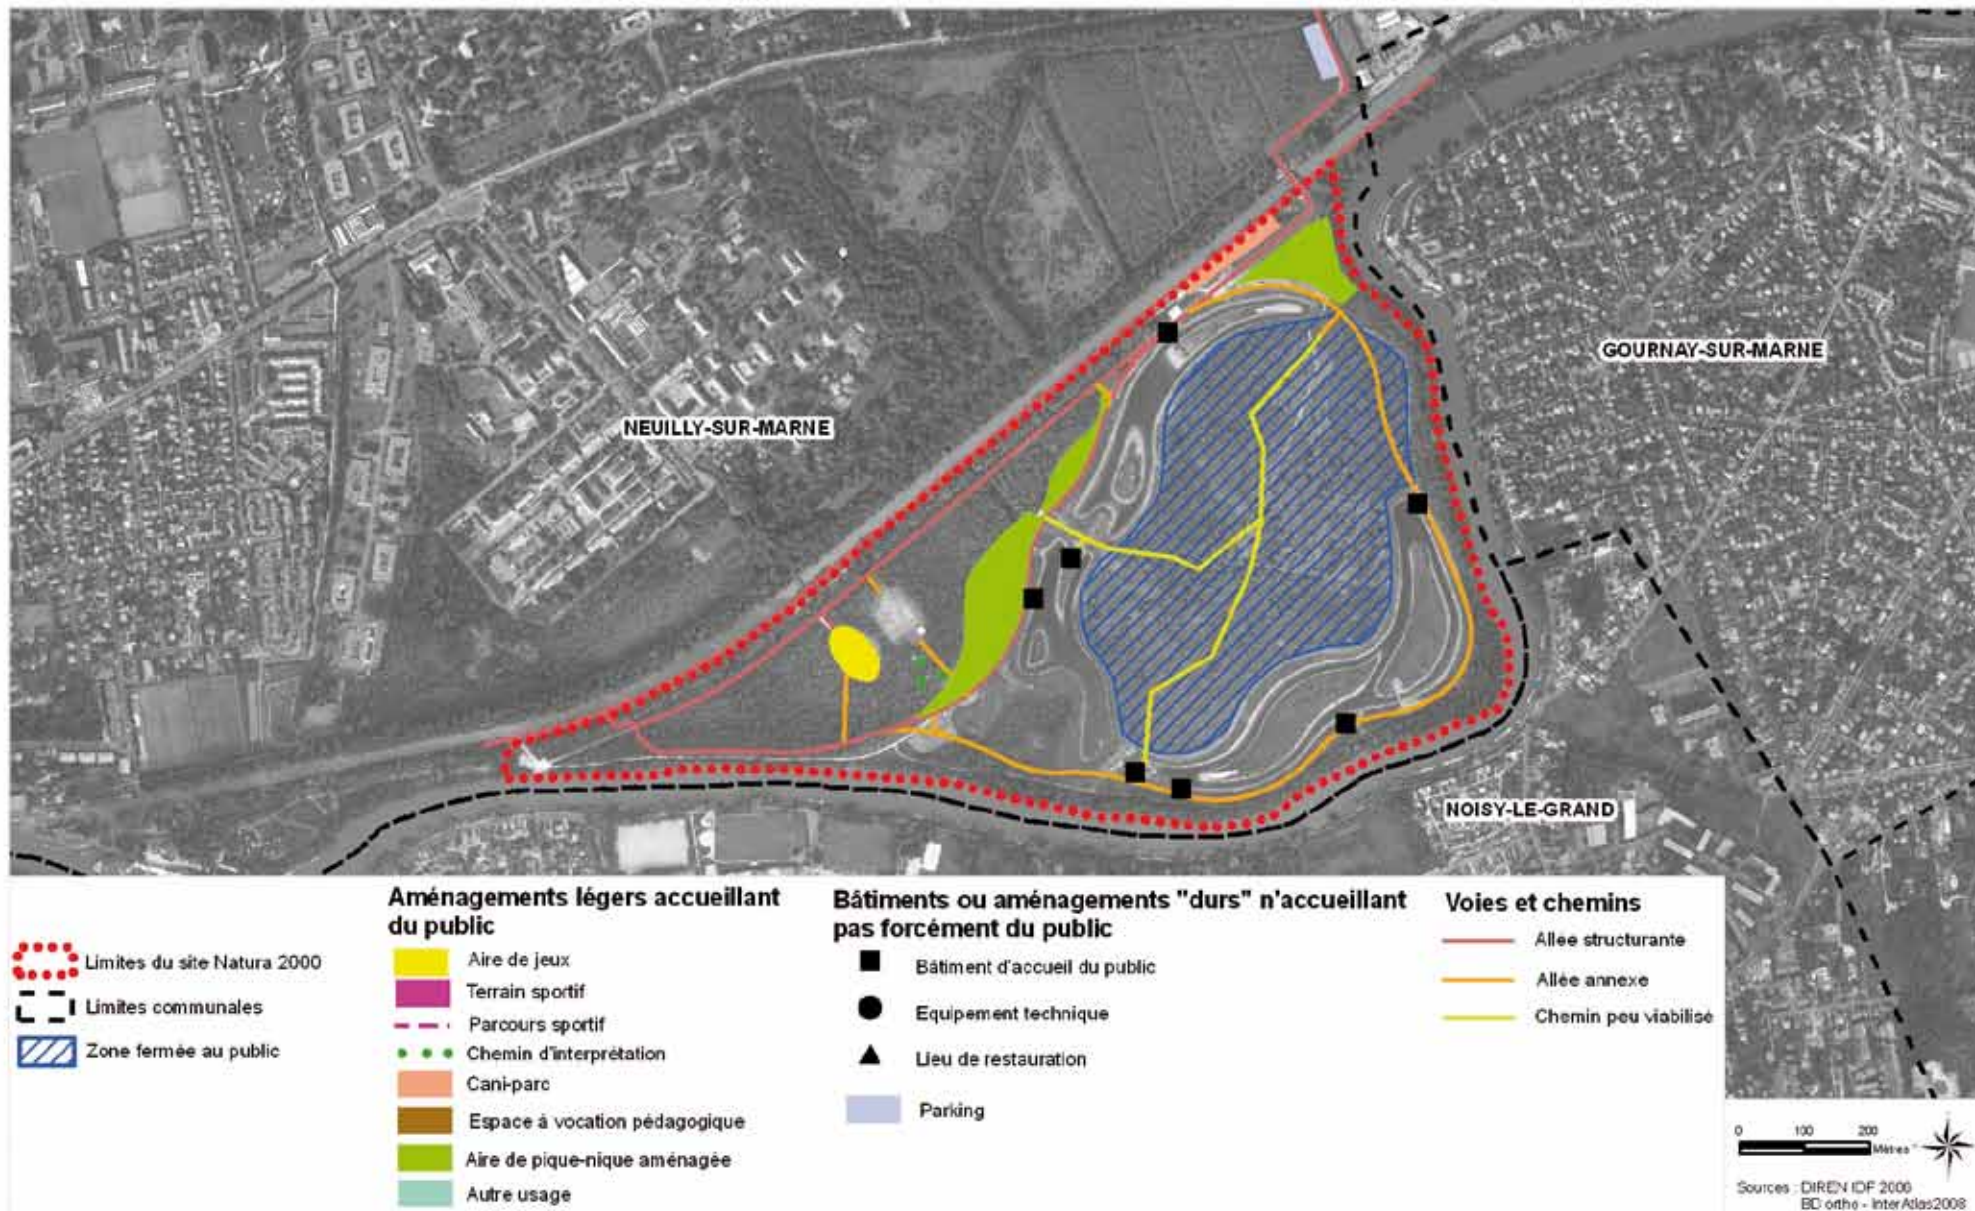 NEUILLY-SUR-MARNE
GOURNAY-SUR-MARNE
NOISY-LE-GRAND
Limites du site Natura 2000
Limites communales
Zone fermée au public
Aménagements légers accueillant
du public
Aire de jeux
Terrain sportif
Parcours sportif
Chemin d'interprétation
Cani-parc
Espace à vocation pédagogique
Aire de pique-nique aménagée
Autre usage
Bâtiments ou aménagements "durs" n'accueillant
pas forcément du public
Bâtiment d'accueil du public
Equipement technique
Lieu de restauration
Parking
Voies et chemins
Allee structurante
Allée annexe
Chemin peu viabilisé
0 100 200
Mètres
Sources : DIREN IDF 2006
BD ortho - InterAtlas2008